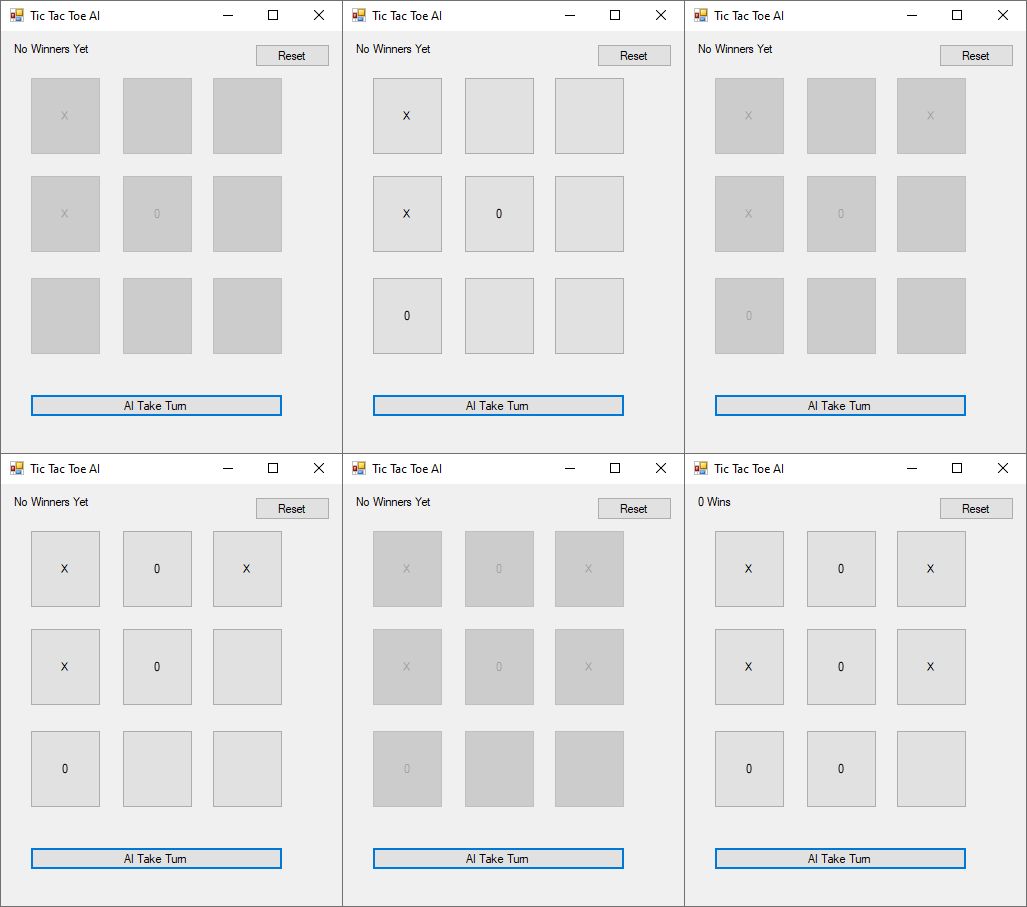 Tic Tac Toe AI
No Winners Yet
Reset
X
X 0
AI Take Turn
Tic Tac Toe AI
No Winners Yet
Reset
X
X 0
0
AI Take Turn
Tic Tac Toe AI
No Winners Yet
Reset
X X
X 0
0
AI Take Turn
Tic Tac Toe AI
No Winners Yet
Reset
X 0 X
X 0
0
AI Take Turn
Tic Tac Toe AI
No Winners Yet
Reset
X 0 X
X 0 X
0
AI Take Turn
Tic Tac Toe AI
0 Wins
Reset
X 0 X
X 0 X
0 0
AI Take Turn